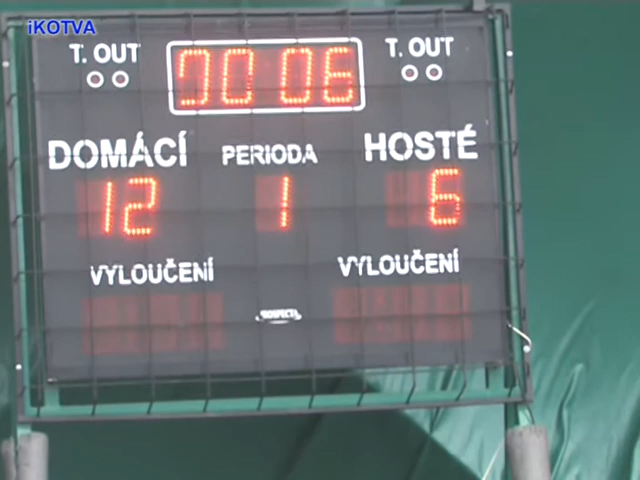 iKOTVA
T. OUT T. OUT
00 06
DOMÁCÍ PERIODA HOSTÉ
12 1 6
VYLOUČENÍ VYLOUČENÍ